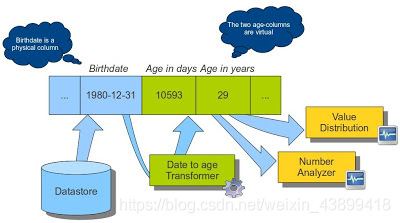 Birthdate is a
physical column
The two age-columns
are virtual
Birthdate
Age in days
Age in years
...
1980-12-31
10593
29
...
Value
Distribution
Date to age
Transformer
Number
Analyzer
Datastore
https://blog.csdn.net/weixin_43899418